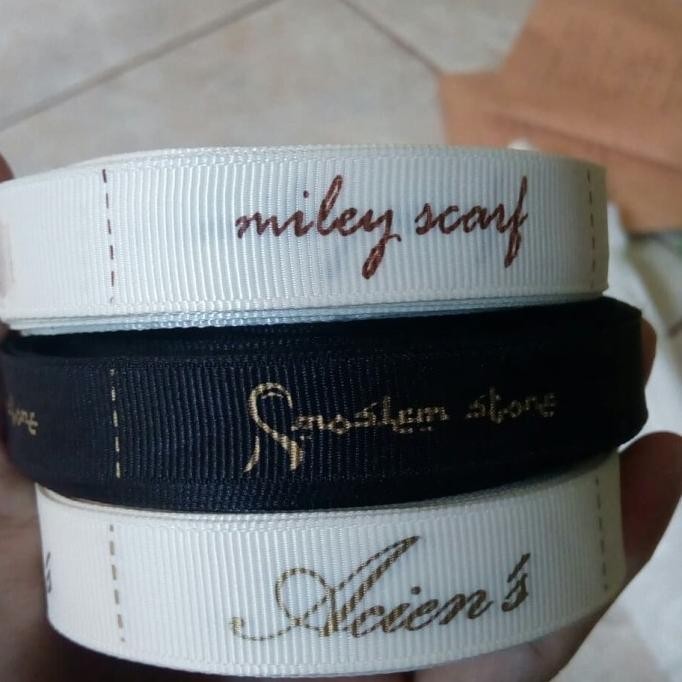 miley scarf
moslem store
Acien's